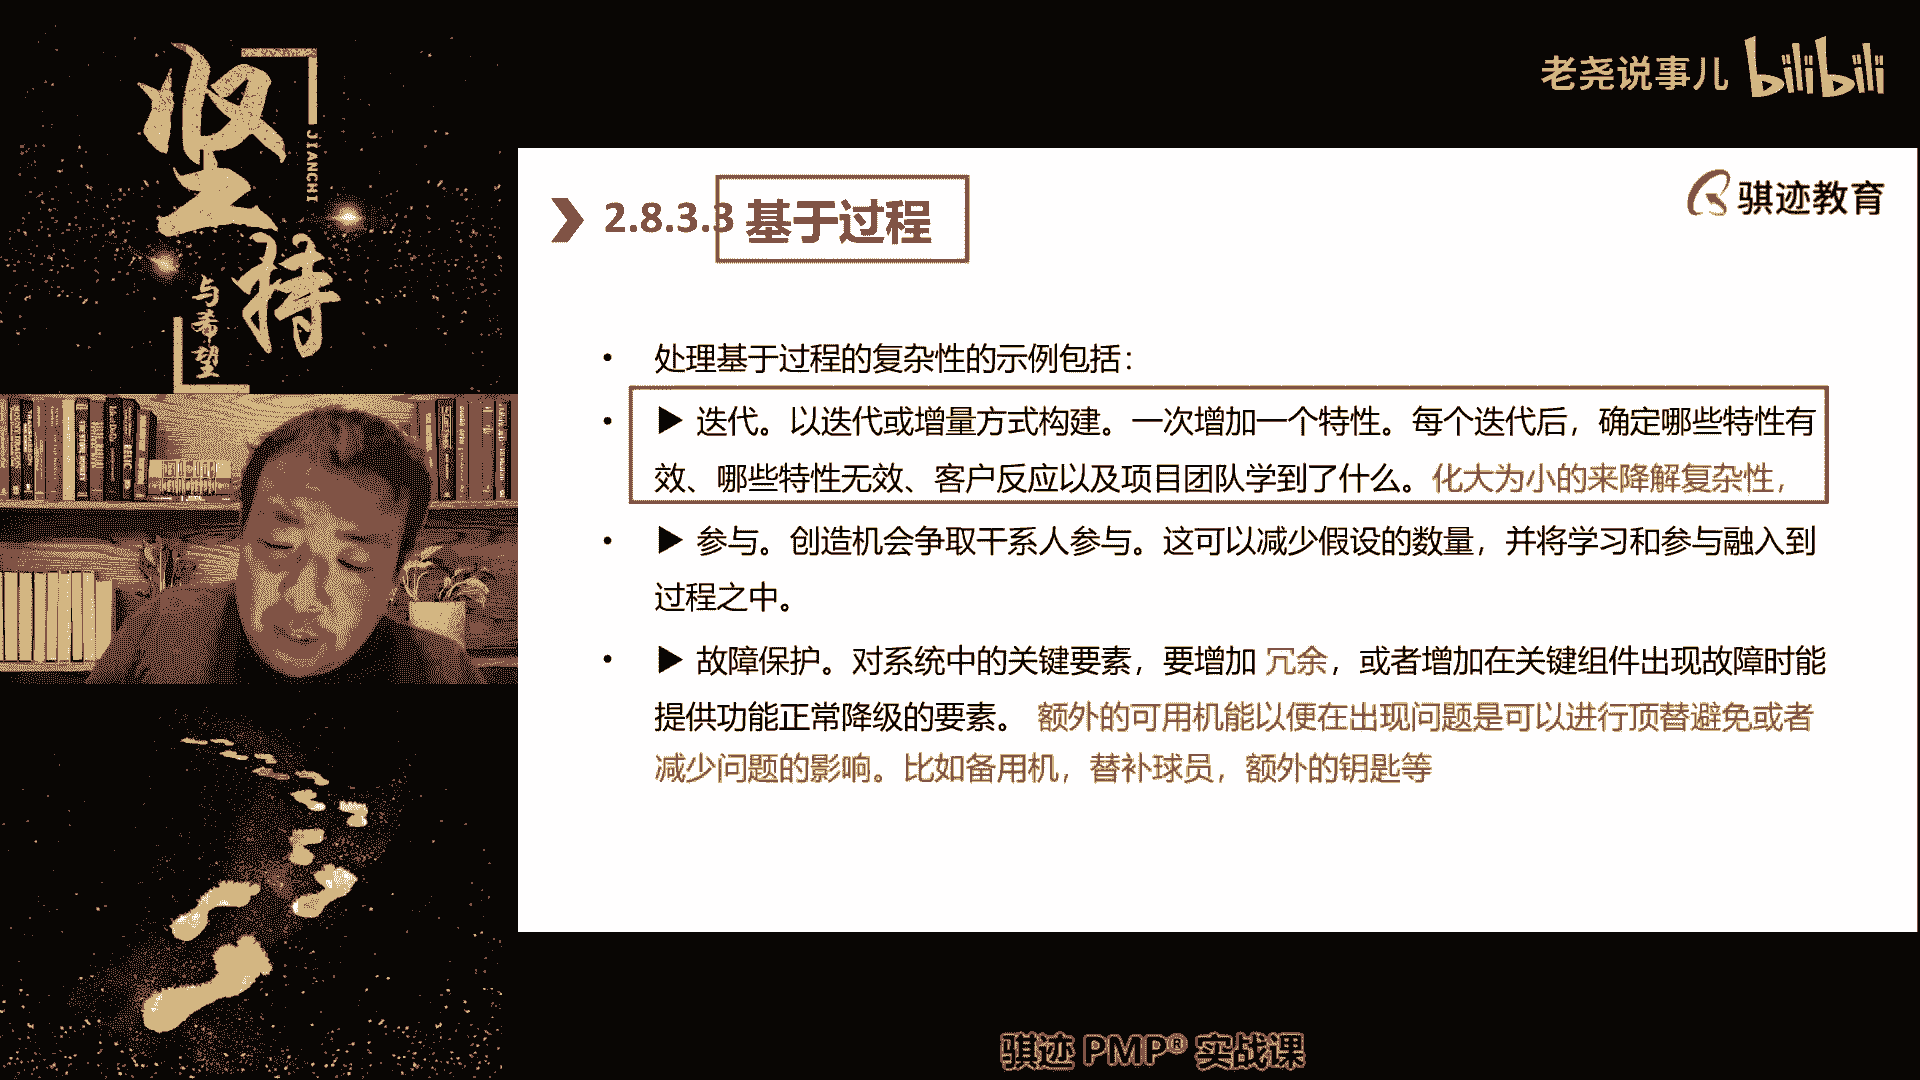 坚持
JIANCHI
与希望
老尧说事儿 bilibili
骐迹教育
2.8.3.3 基于过程
• 处理基于过程的复杂性的示例包括：
• ▶ 迭代。以迭代或增量方式构建。一次增加一个特性。每个迭代后，确定哪些特性有
效、哪些特性无效、客户反应以及项目团队学到了什么。化大为小的来降解复杂性，
• ▶ 参与。创造机会争取干系人参与。这可以减少假设的数量，并将学习和参与融入到
过程之中。
• ▶ 故障保护。对系统中的关键要素，要增加 冗余，或者增加在关键组件出现故障时能
提供功能正常降级的要素。 额外的可用机能以便在出现问题是可以进行顶替避免或者
减少问题的影响。比如备用机，替补球员，额外的钥匙等
骐迹 PMP® 实战课